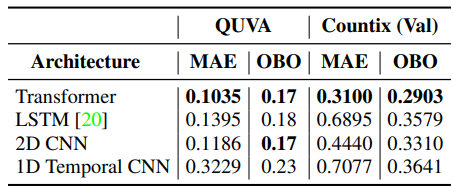 QUVA Countix (Val)
Architecture MAE OBO MAE OBO
Transformer 0.1035 0.17 0.3100 0.2903
LSTM [20] 0.1395 0.18 0.6895 0.3579
2D CNN 0.1186 0.17 0.4440 0.3310
1D Temporal CNN 0.3229 0.23 0.7077 0.3641